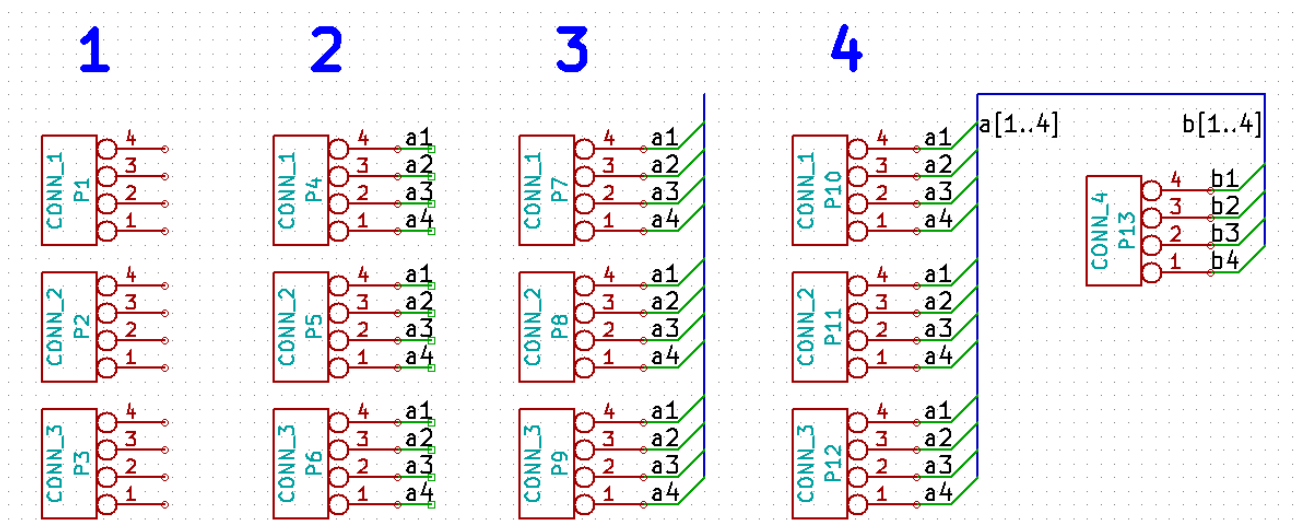 1 2 3 4
a[1..4] b[1..4]
CONN_1
P1
4
3
2
1
CONN_1
P4
4 a1
3 a2
2 a3
1 a4
CONN_1
P7
4 a1
3 a2
2 a3
1 a4
CONN_1
P10
4 a1
3 a2
2 a3
1 a4
CONN_4
P13
4 b1
3 b2
2 b3
1 b4
CONN_2
P2
4
3
2
1
CONN_2
P5
4 a1
3 a2
2 a3
1 a4
CONN_2
P8
4 a1
3 a2
2 a3
1 a4
CONN_2
P11
4 a1
3 a2
2 a3
1 a4
CONN_3
P3
4
3
2
1
CONN_3
P6
4 a1
3 a2
2 a3
1 a4
CONN_3
P9
4 a1
3 a2
2 a3
1 a4
CONN_3
P12
4 a1
3 a2
2 a3
1 a4